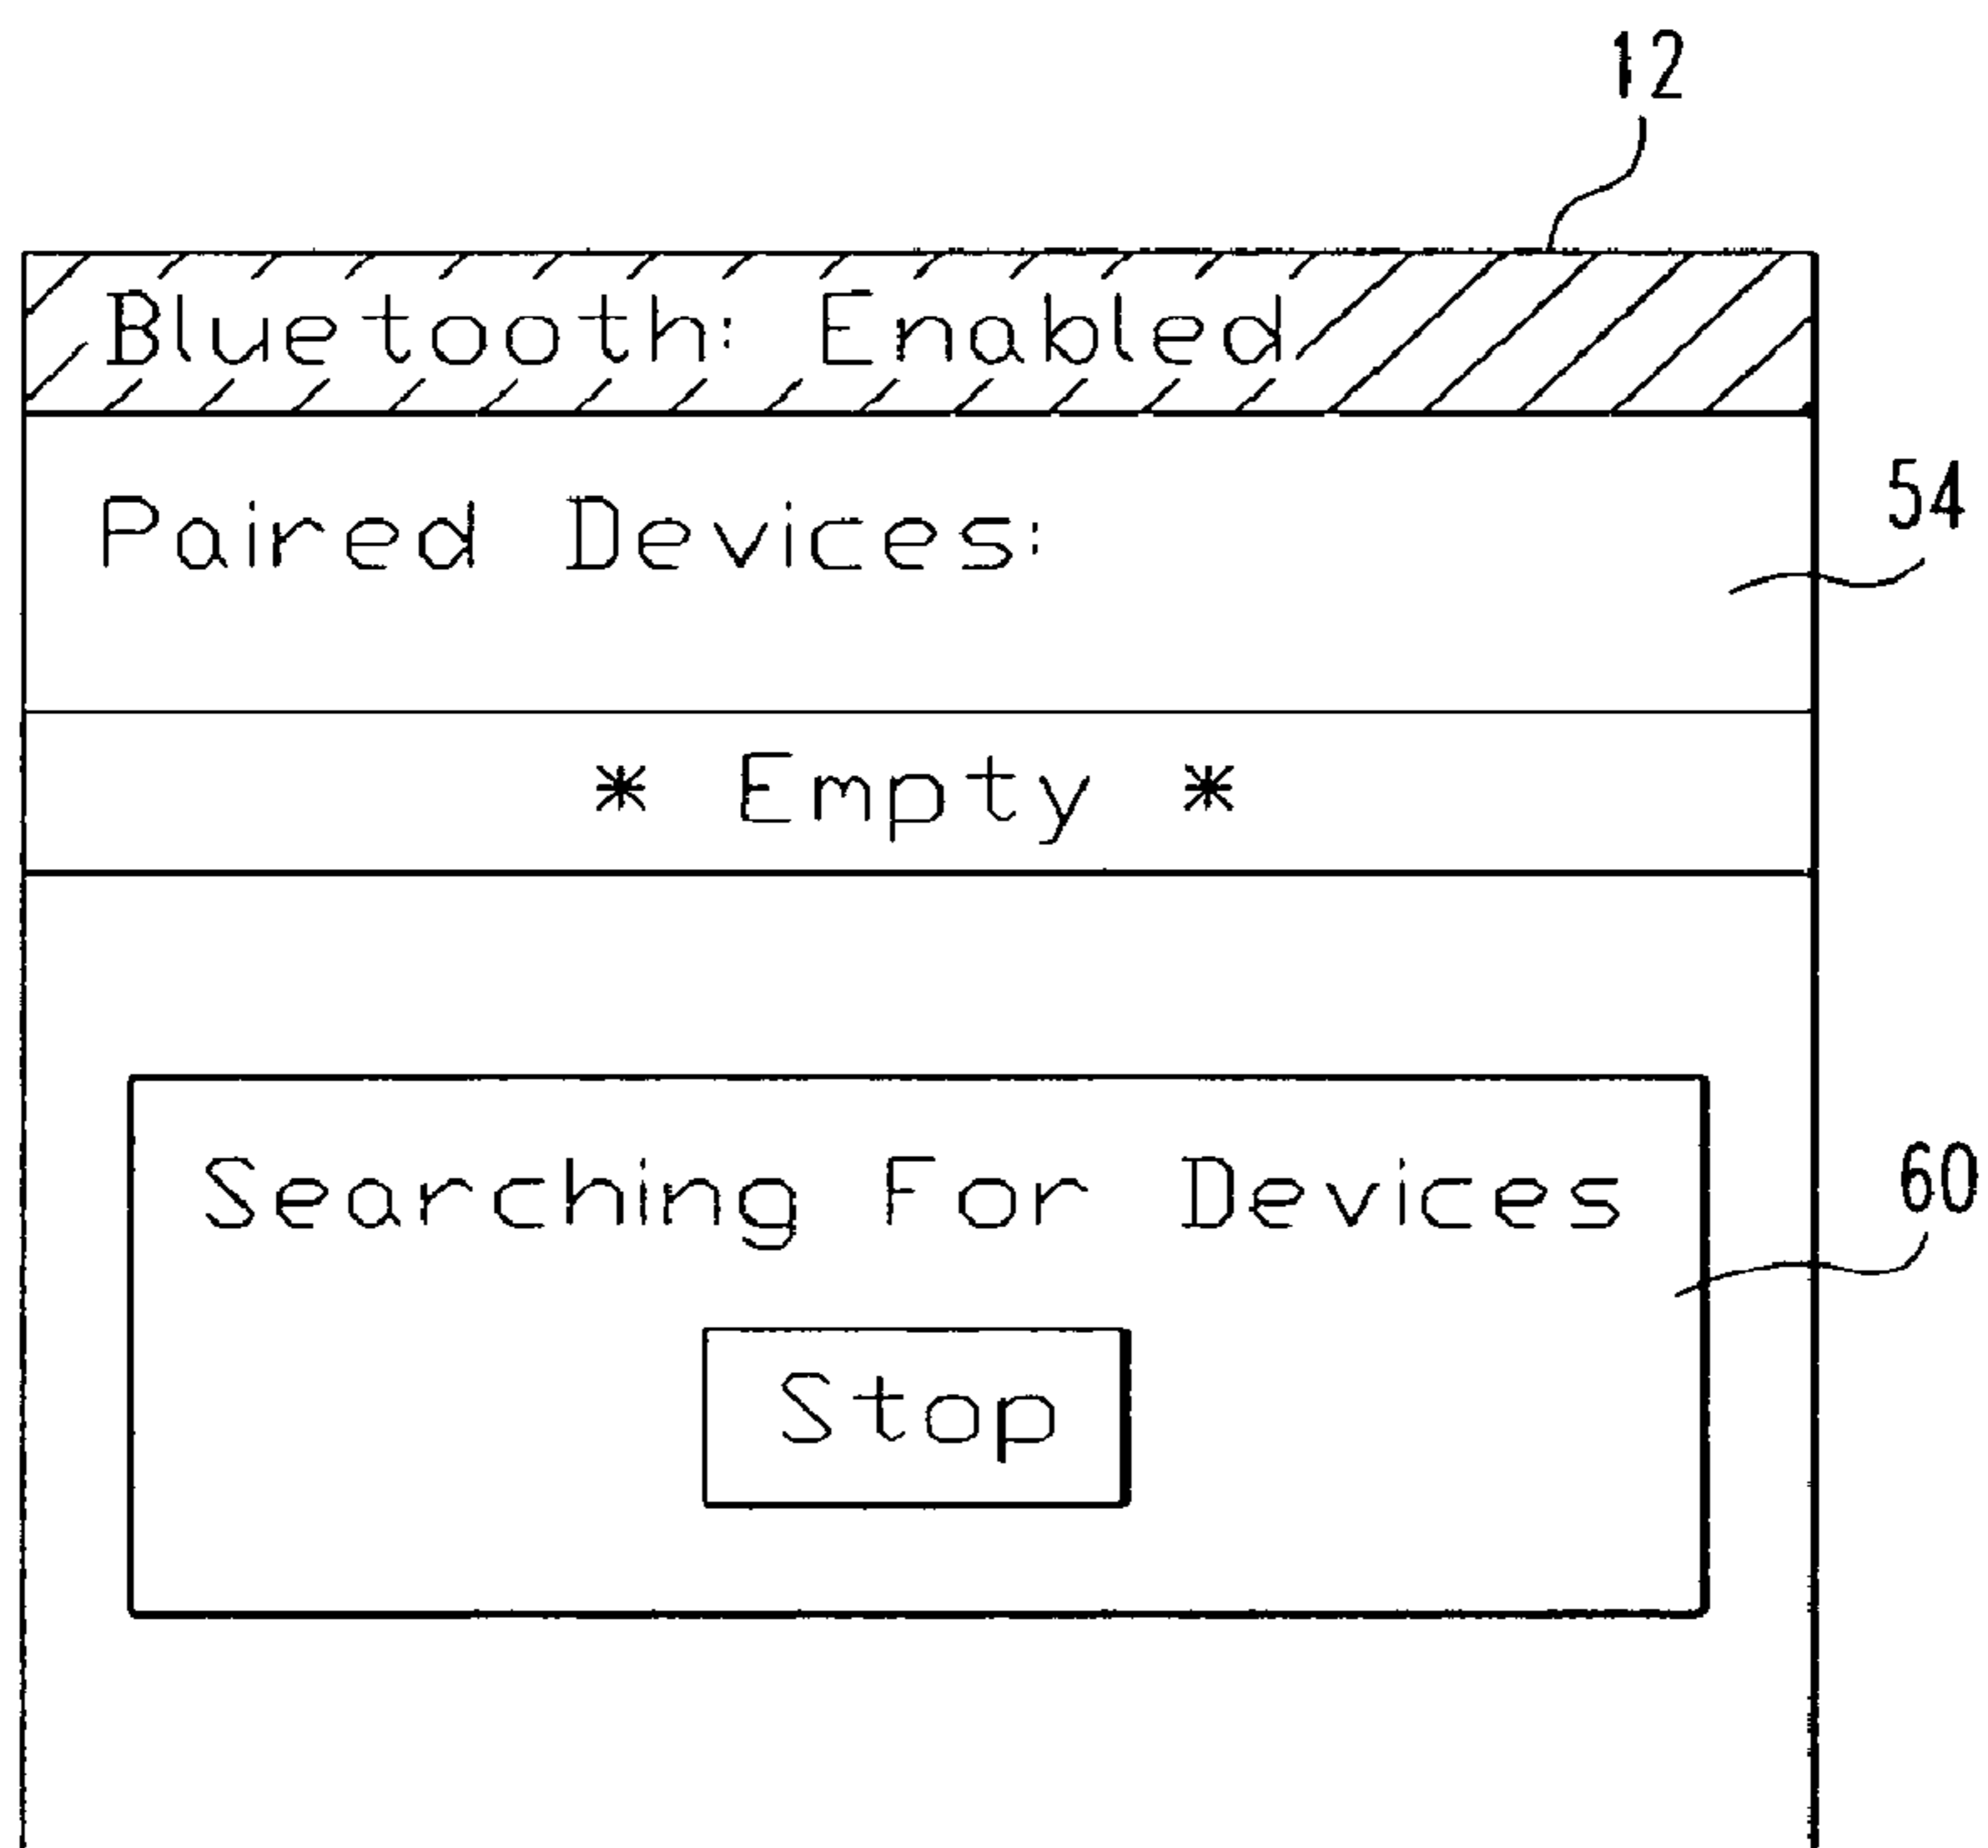 12
Bluetooth: Enabled
Paired Devices:
54
* Empty *
Searching For Devices
60
Stop